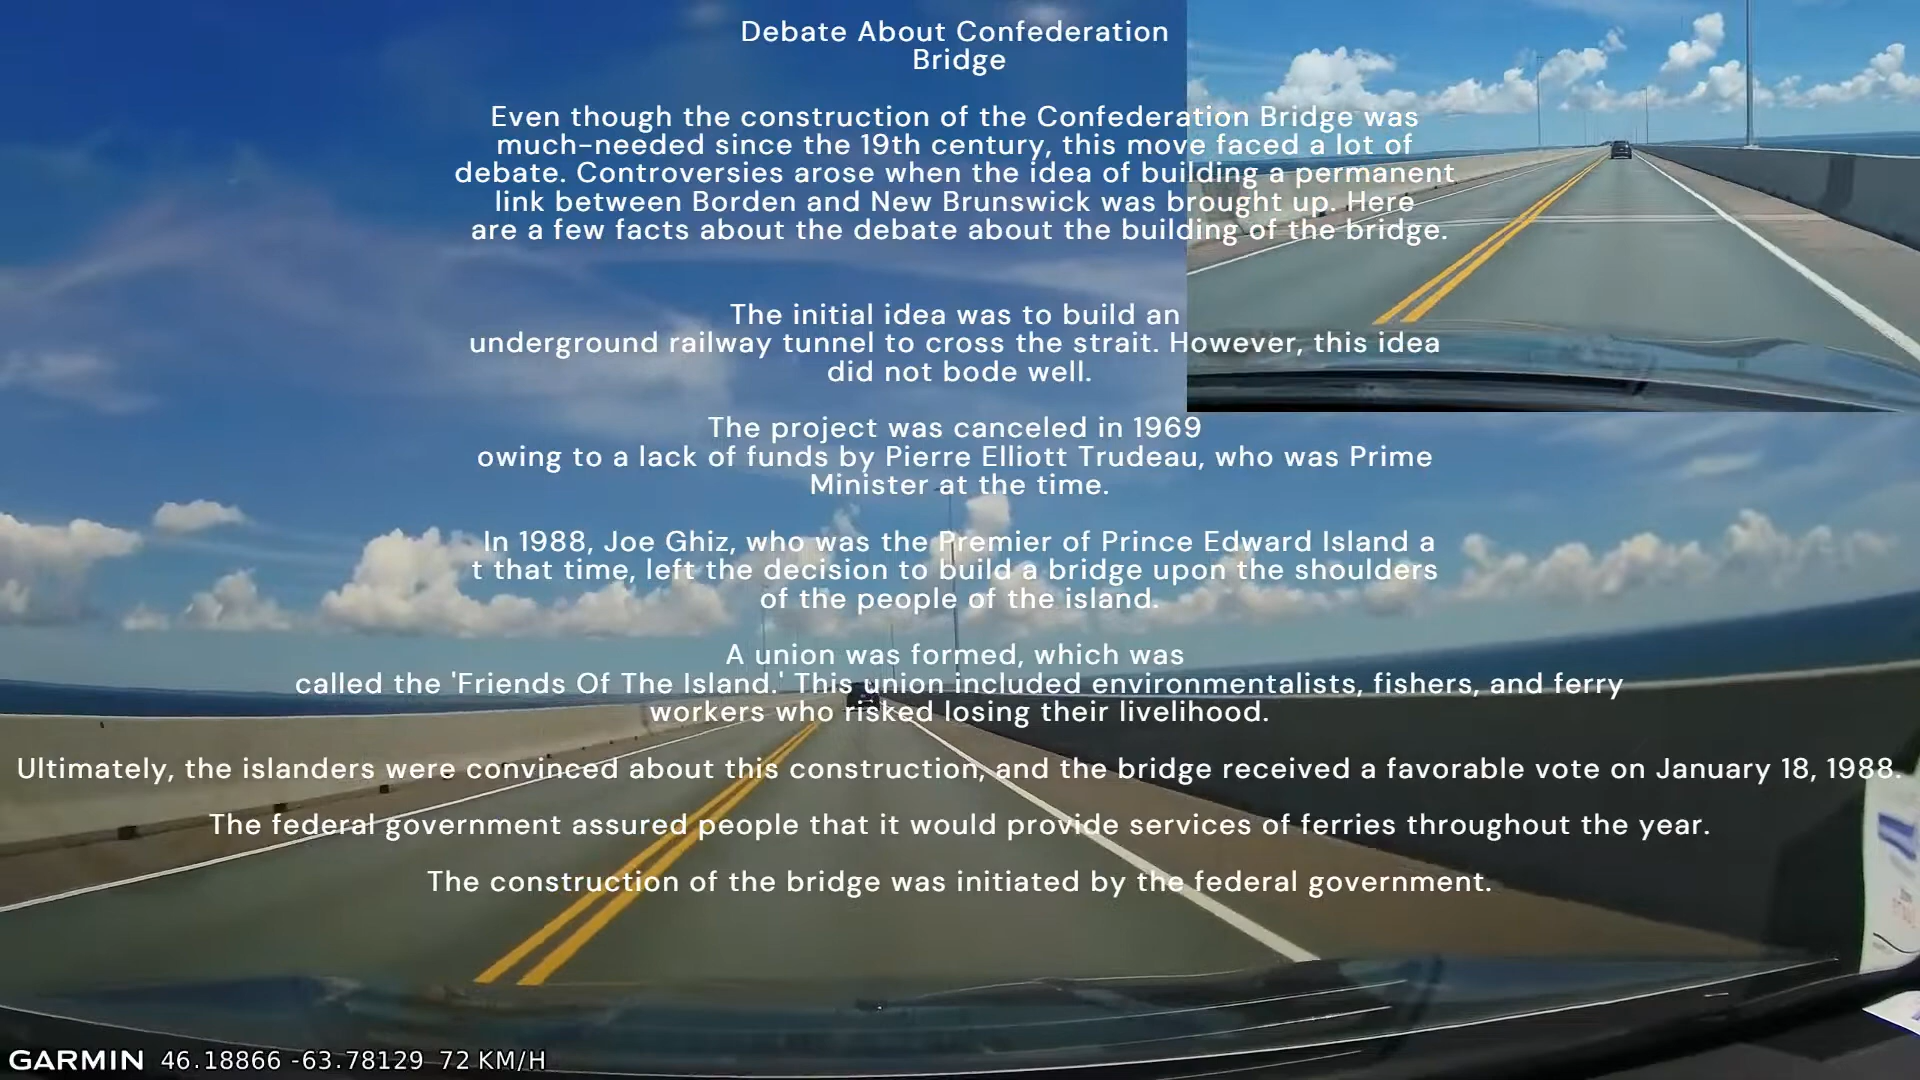 Debate About Confederation
Bridge
Even though the construction of the Confederation Bridge was
much-needed since the 19th century, this move faced a lot of
debate. Controversies arose when the idea of building a permanent
link between Borden and New Brunswick was brought up. Here
are a few facts about the debate about the building of the bridge.
The initial idea was to build an
underground railway tunnel to cross the strait. However, this idea
did not bode well.
The project was canceled in 1969
owing to a lack of funds by Pierre Elliott Trudeau, who was Prime
Minister at the time.
In 1988, Joe Ghiz, who was the Premier of Prince Edward Island a
t that time, left the decision to build a bridge upon the shoulders
of the people of the island.
A union was formed, which was
called the 'Friends Of The Island.' This union included environmentalists, fishers, and ferry
workers who risked losing their livelihood.
Ultimately, the islanders were convinced about this construction, and the bridge received a favorable vote on January 18, 1988.
The federal government assured people that it would provide services of ferries throughout the year.
The construction of the bridge was initiated by the federal government.
GARMIN 46.18866 -63.78129 72 KM/H